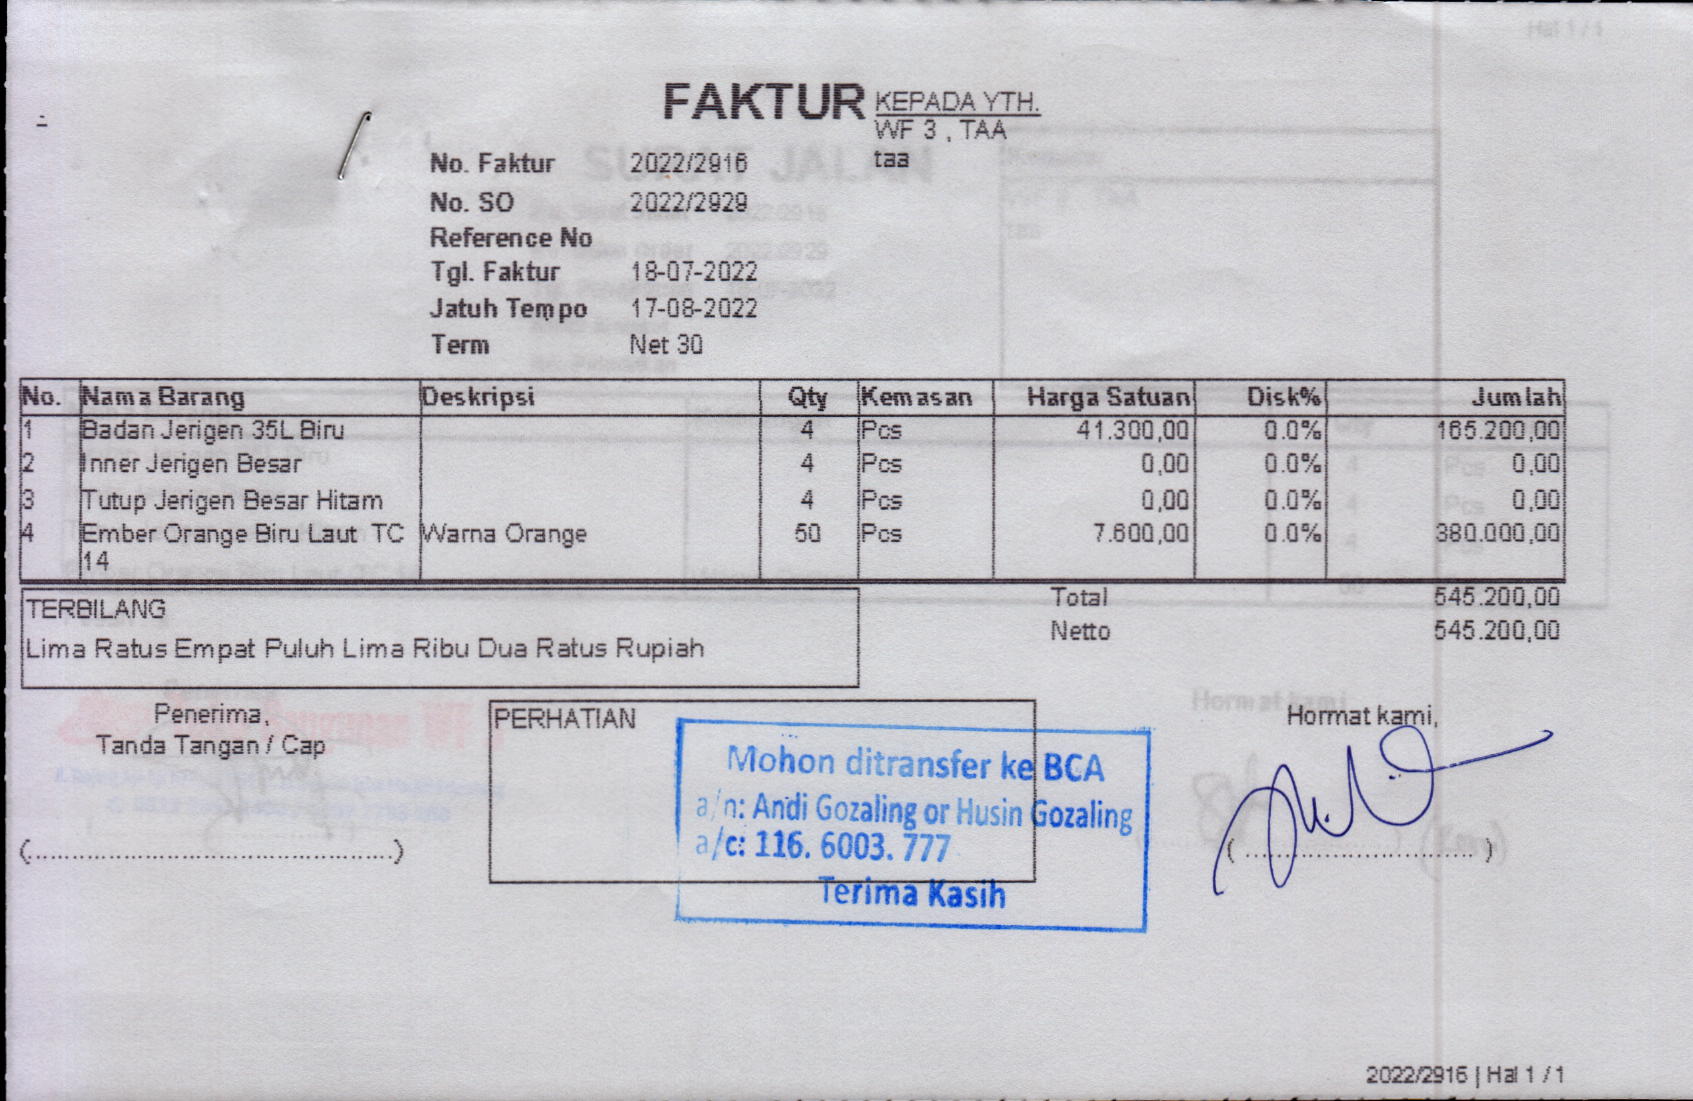 FAKTUR
KEPADA YTH.
WF 3 , TAA
taa
No. Faktur 2022/2916
No. SO 2022/2929
Reference No
Tgl. Faktur 18-07-2022
Jatuh Tempo 17-08-2022
Term Net 30
No. Nama Barang Deskripsi Qty Kemasan Harga Satuan Disk% Jumlah
1 Badan Jerigen 35L Biru 4 Pcs 41.300,00 0.0% 165.200,00
2 Inner Jerigen Besar 4 Pcs 0,00 0.0% 0,00
3 Tutup Jerigen Besar Hitam 4 Pcs 0,00 0.0% 0,00
4 Ember Orange Biru Laut TC Warna Orange 50 Pcs 7.600,00 0.0% 380.000,00
14
TERBILANG
Lima Ratus Empat Puluh Lima Ribu Dua Ratus Rupiah
Total 545.200,00
Netto 545.200,00
Penerima,
Tanda Tangan / Cap
(....................................................)
PERHATIAN
Mohon ditransfer ke BCA
a/n: Andi Gozaling or Husin Gozaling
a/c: 116. 6003. 777
Terima Kasih
Hormat kami,
( ................................ )
2022/2916 | Hal 1 / 1
SURAT JALAN
Hal 1 / 1